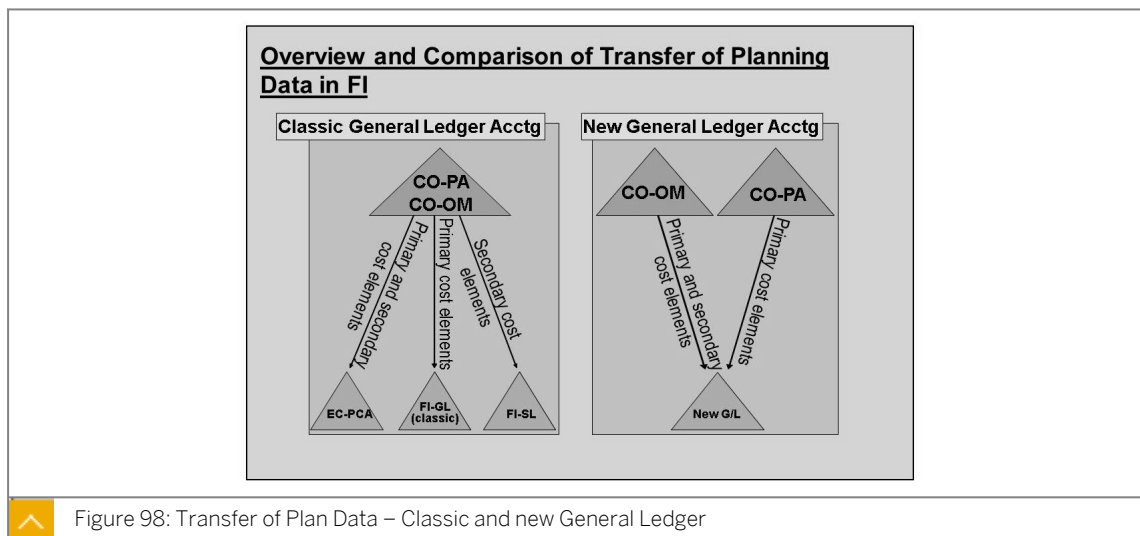 Overview and Comparison of Transfer of Planning
Data in FI
Classic General Ledger Acctg
CO-PA
CO-OM
Primary and secondary
cost elements
Primary cost elements
Secondary cost
elements
EC-PCA
FI-GL
(classic)
FI-SL
New General Ledger Acctg
CO-OM
CO-PA
Primary and secondary
cost elements
Primary cost elements
New G/L
Figure 98: Transfer of Plan Data – Classic and new General Ledger